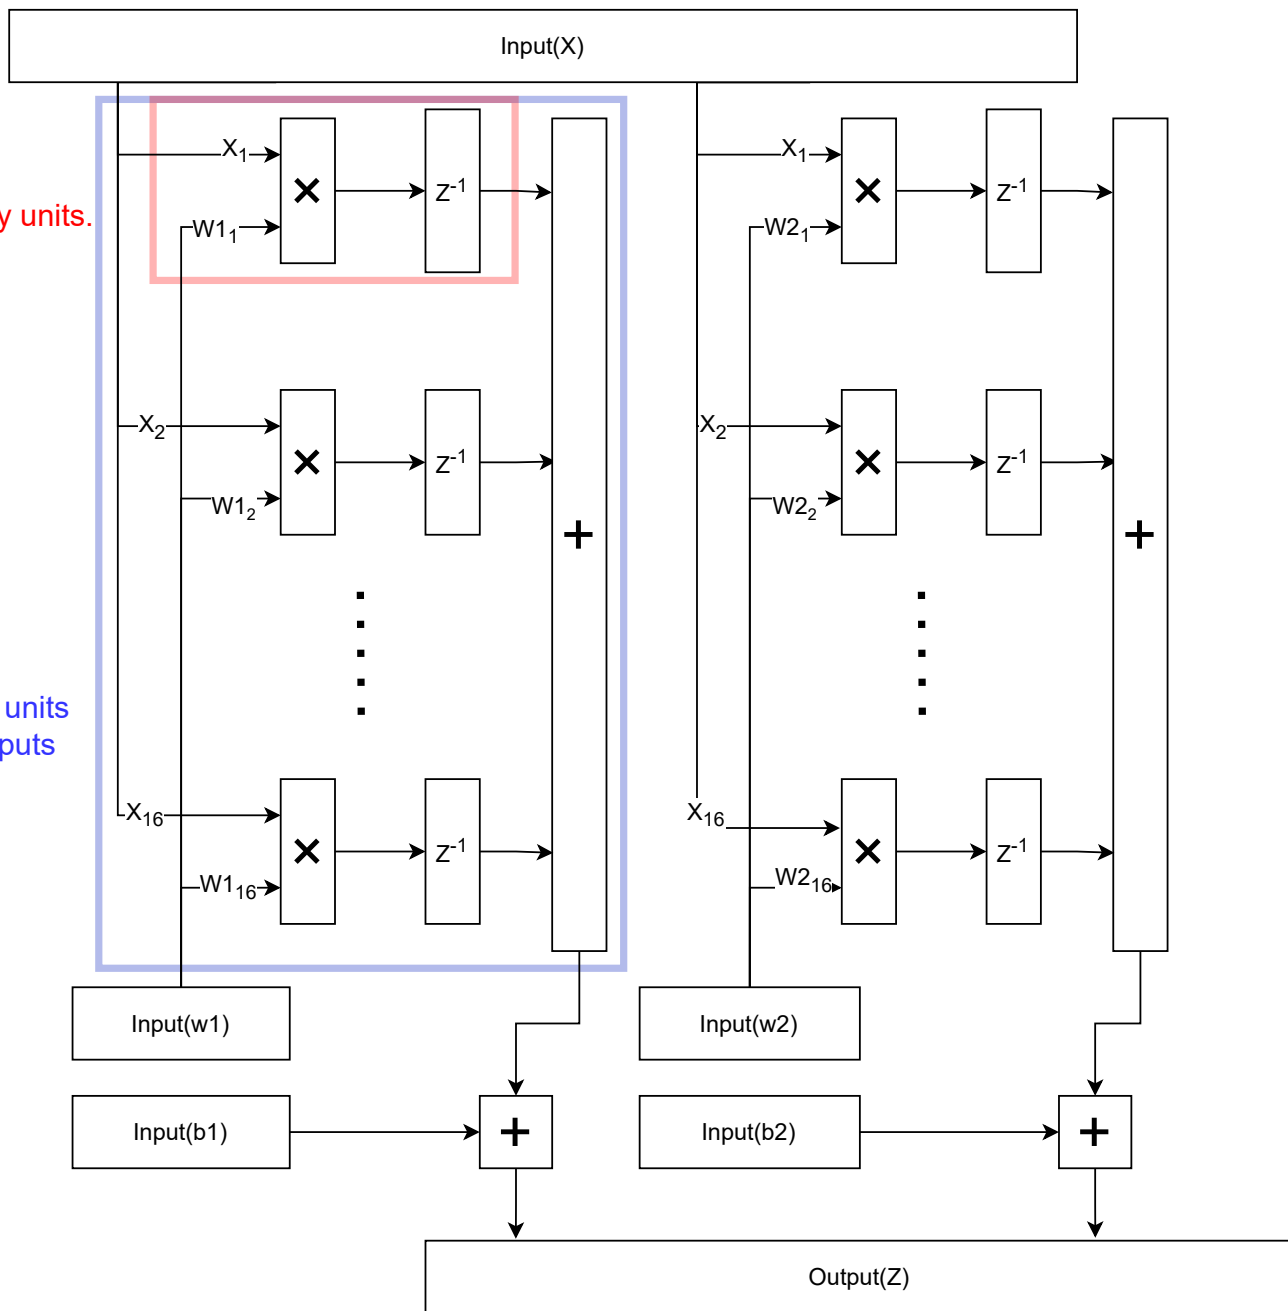 Input(X)
X1
×
Z-1
X1
×
Z-1
y units.
W11
W21
X2
×
Z-1
X2
×
Z-1
W12
W22
+
+
units
puts
X16
×
Z-1
X16
×
Z-1
W116
W216
Input(w1)
Input(w2)
Input(b1)
+
Input(b2)
+
Output(Z)